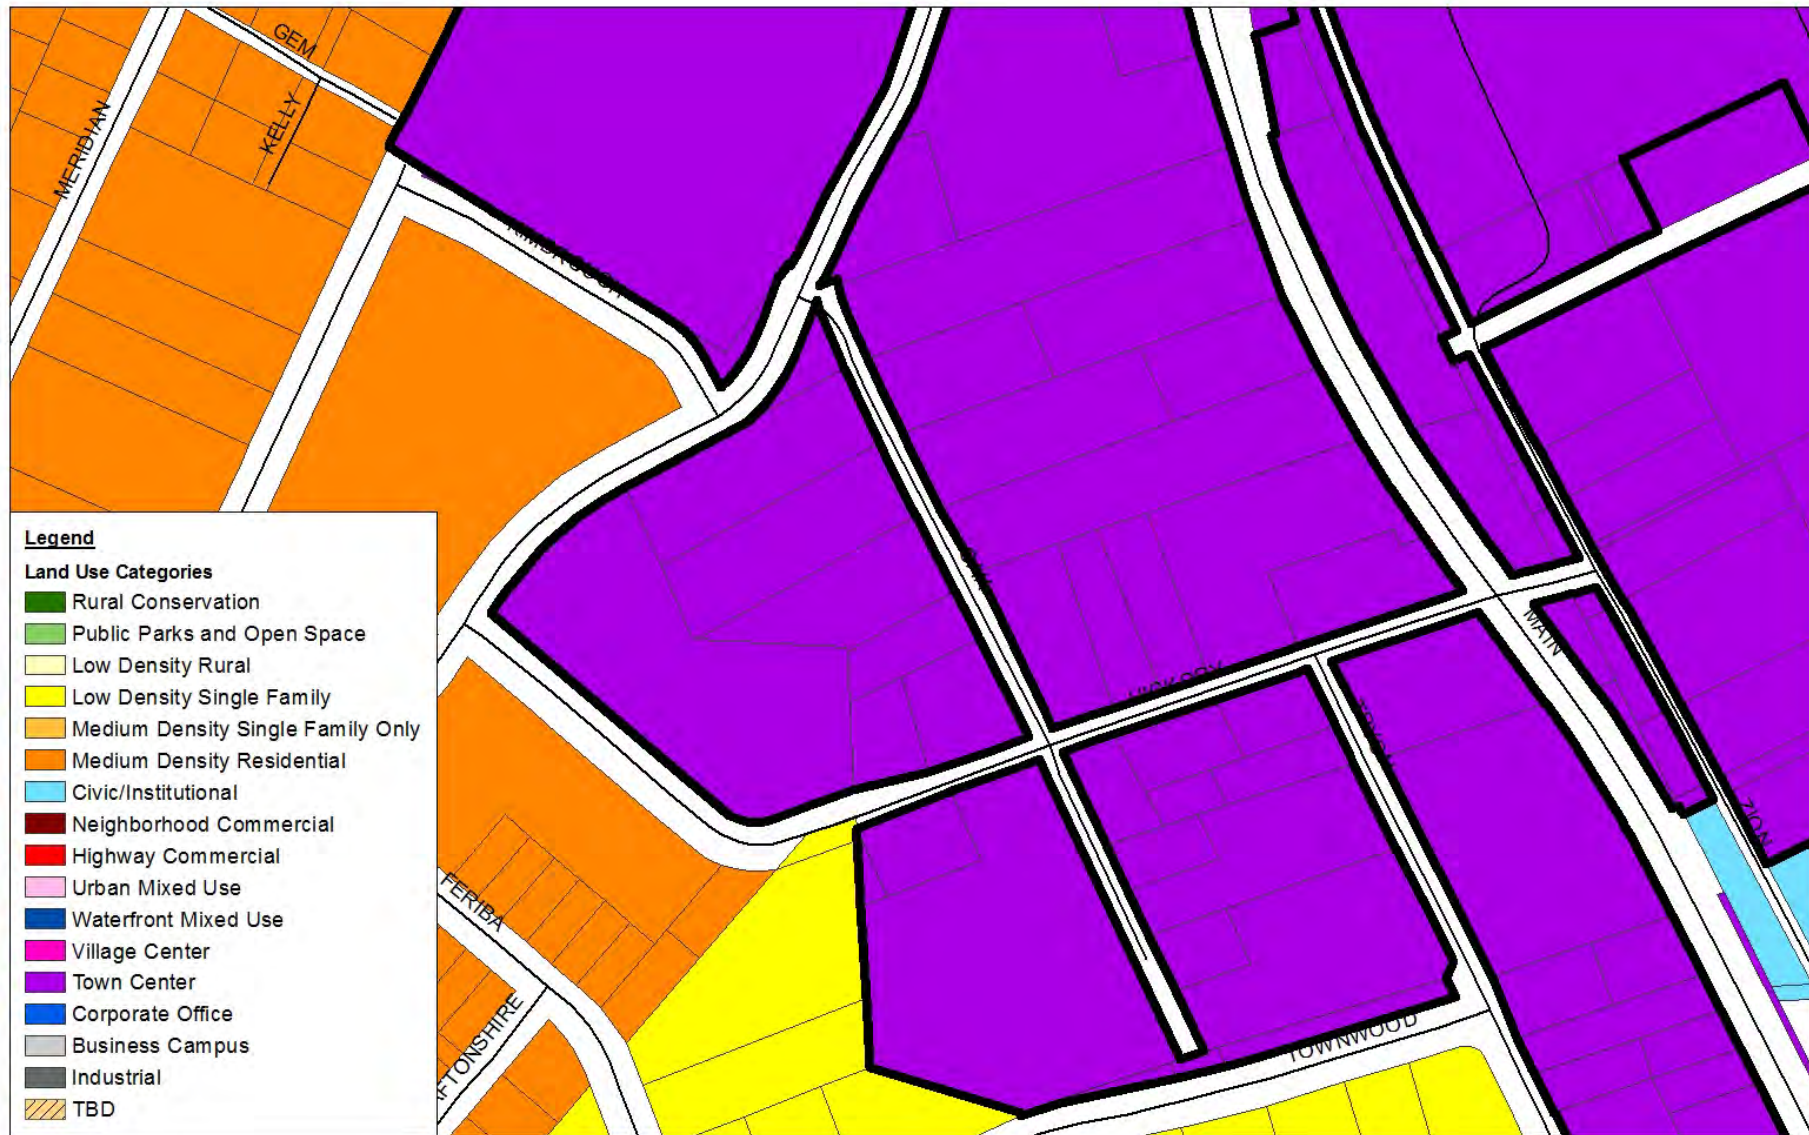 GEM
MERIDIAN
KELLY
MAIN
ZION
TOWNWOOD
FERIBA
Legend
Land Use Categories
Rural Conservation
Public Parks and Open Space
Low Density Rural
Low Density Single Family
Medium Density Single Family Only
Medium Density Residential
Civic/Institutional
Neighborhood Commercial
Highway Commercial
Urban Mixed Use
Waterfront Mixed Use
Village Center
Town Center
Corporate Office
Business Campus
Industrial
TBD